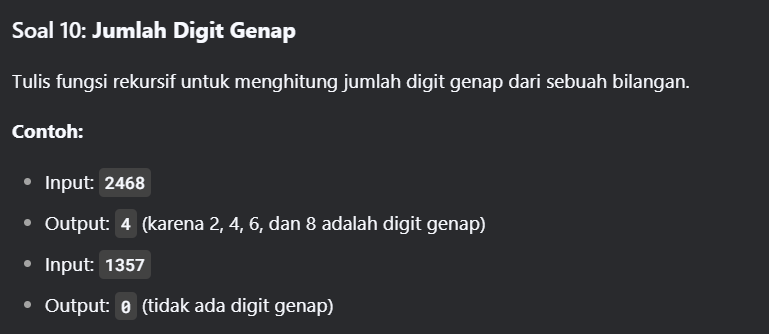 Soal 10: Jumlah Digit Genap
Tulis fungsi rekursif untuk menghitung jumlah digit genap dari sebuah bilangan.
Contoh:
• Input: 2468
• Output: 4 (karena 2, 4, 6, dan 8 adalah digit genap)
• Input: 1357
• Output: 0 (tidak ada digit genap)